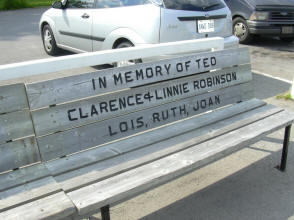 IN MEMORY OF TED
CLARENCE & LINNIE ROBINSON
LOIS, RUTH, JOAN